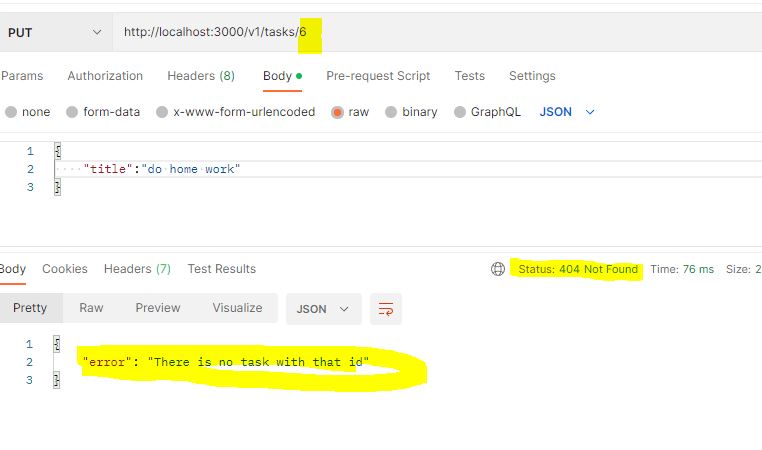 PUT http://localhost:3000/v1/tasks/6
Params Authorization Headers (8) Body Pre-request Script Tests Settings
none form-data x-www-form-urlencoded raw binary GraphQL JSON
1 {
2 "title":"do home work"
3 }
Body Cookies Headers (7) Test Results Status: 404 Not Found Time: 76 ms Size: 2
Pretty Raw Preview Visualize JSON
1 {
2 "error": "There is no task with that id"
3 }